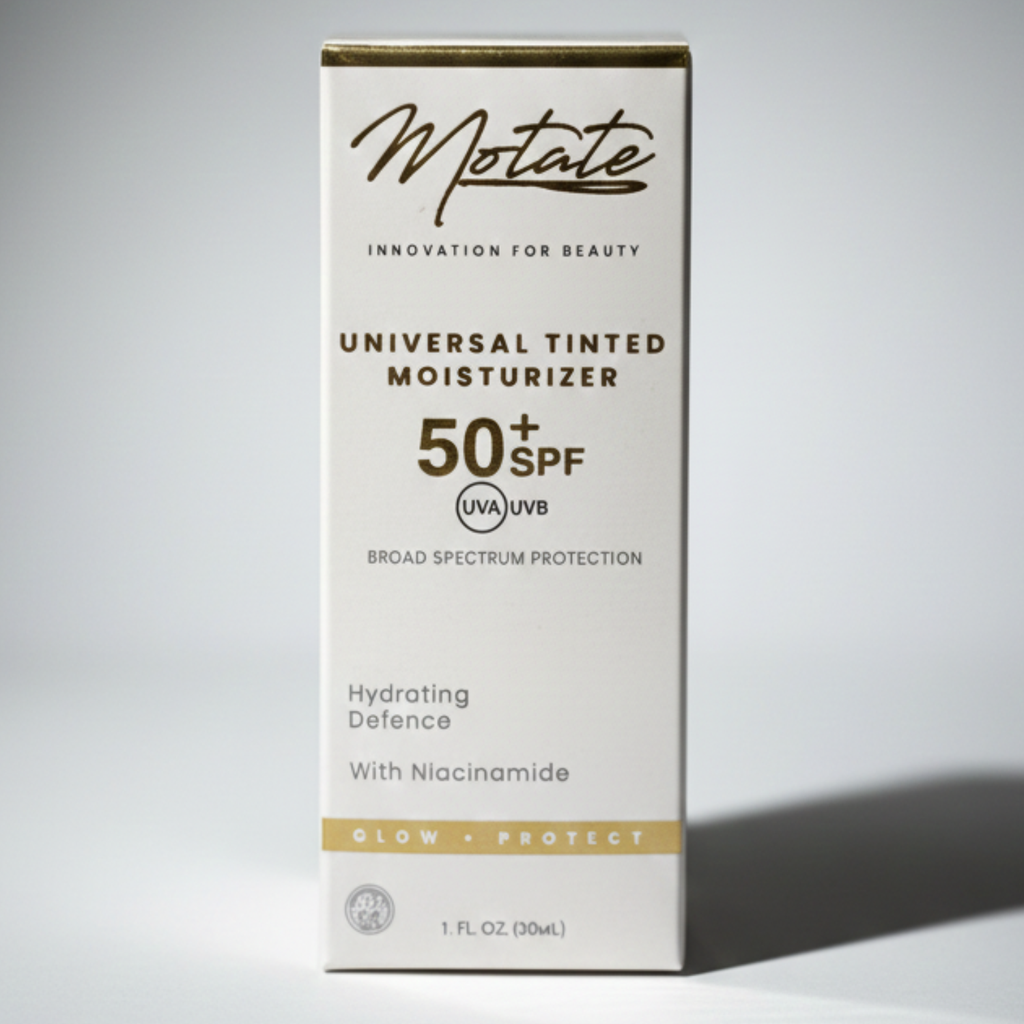 Motate
INNOVATION FOR BEAUTY
UNIVERSAL TINTED
MOISTURIZER
50+ SPF
UVA UVB
BROAD SPECTRUM PROTECTION
Hydrating
Defence
With Niacinamide
GLOW • PROTECT
1. FL. OZ. (30mL)